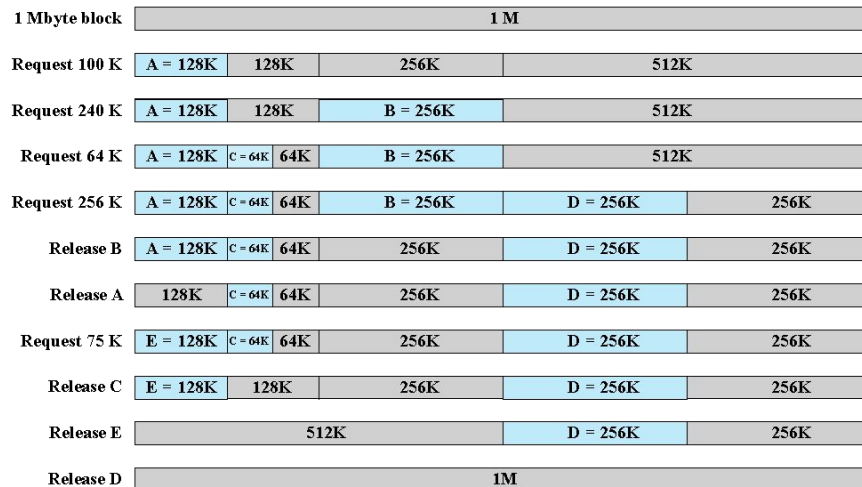 1 Mbyte block 1 M
Request 100 K A = 128K 128K 256K 512K
Request 240 K A = 128K 128K B = 256K 512K
Request 64 K A = 128K C = 64K 64K B = 256K 512K
Request 256 K A = 128K C = 64K 64K B = 256K D = 256K 256K
Release B A = 128K C = 64K 64K 256K D = 256K 256K
Release A 128K C = 64K 64K 256K D = 256K 256K
Request 75 K E = 128K C = 64K 64K 256K D = 256K 256K
Release C E = 128K 128K 256K D = 256K 256K
Release E 512K D = 256K 256K
Release D 1M